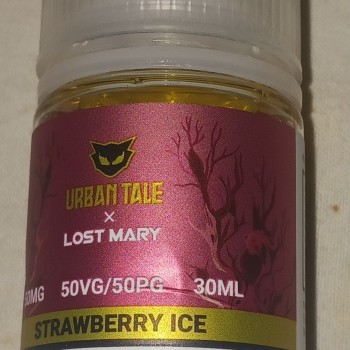 URBAN TALE
×
LOST MARY
50VG/50PG 30ML
STRAWBERRY ICE